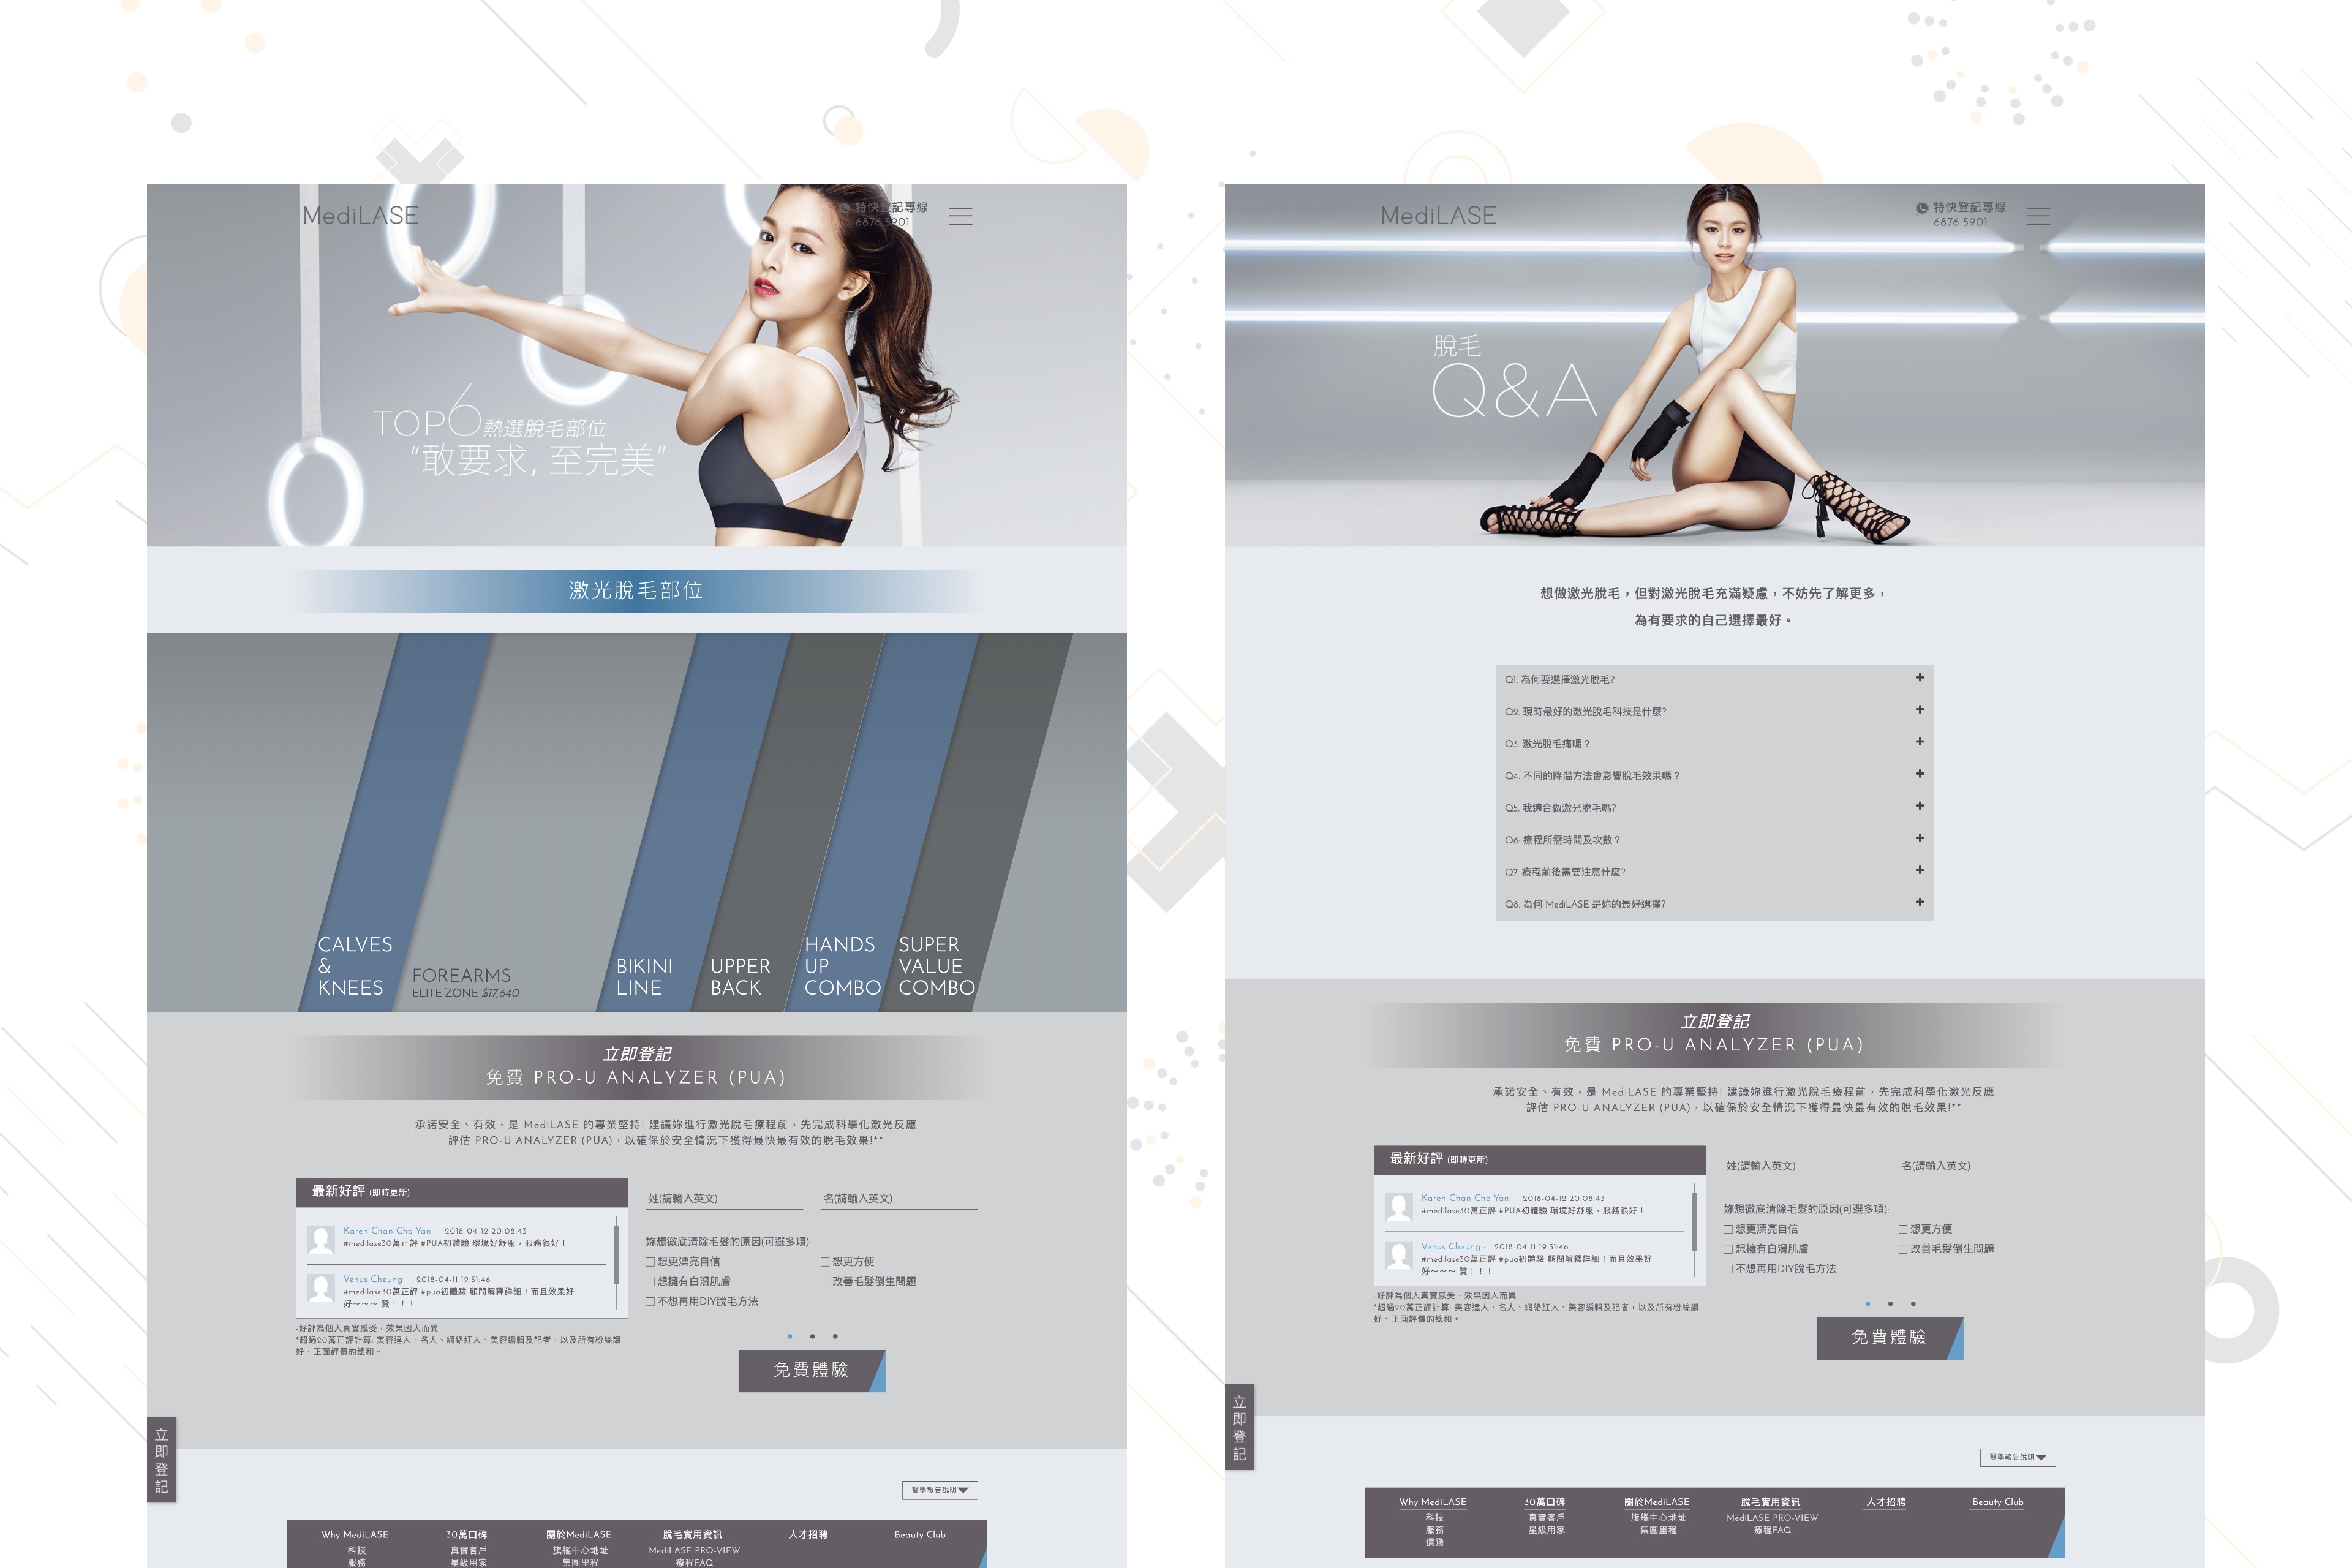 MediLASE
特快登記專線
6876 5901
TOP6熱選脫毛部位
“敢要求, 至完美”
激光脫毛部位
CALVES
&
KNEES
FOREARMS
ELITE ZONE $17,640
BIKINI
LINE
UPPER
BACK
HANDS
UP
COMBO
SUPER
VALUE
COMBO
立即登記
免費 PRO-U ANALYZER (PUA)
承諾安全、有效，是 MediLASE 的專業堅持! 建議妳進行激光脫毛療程前，先完成科學化激光反應
評估 PRO-U ANALYZER (PUA)，以確保於安全情況下獲得最快最有效的脫毛效果!**
最新好評 (即時更新)
Karen Chan Cho Yan - 2018-04-12 20:08:43
#medilase30萬正評 #PUA初體驗 環境好舒服，服務很好！
Venus Cheung - 2018-04-11 19:51:46
#medilase30萬正評 #pua初體驗 顧問解釋詳細！而且效果好
好～～～ 贊！！！
-好評為個人真實感受，效果因人而異
*超過20萬正評計算: 美容達人、名人、網絡紅人、美容編輯及記者，以及所有粉絲讚
好、正面評價的總和。
姓(請輸入英文)
名(請輸入英文)
妳想徹底清除毛髮的原因(可選多項):
想更漂亮自信
想更方便
想擁有白滑肌膚
改善毛髮倒生問題
不想再用DIY脫毛方法
免費體驗
立即登記
醫學報告說明
Why MediLASE
科技
服務
30萬口碑
真實客戶
星級用家
關於MediLASE
旗艦中心地址
集團里程
脫毛實用資訊
MediLASE PRO-VIEW
療程FAQ
人才招聘
Beauty Club
MediLASE
特快登記專線
6876 5901
脫毛
Q&A
想做激光脫毛，但對激光脫毛充滿疑慮，不妨先了解更多，
為有要求的自己選擇最好。
Q1. 為何要選擇激光脫毛?
Q2. 現時最好的激光脫毛科技是什麼?
Q3. 激光脫毛痛嗎？
Q4. 不同的降溫方法會影響脫毛效果嗎？
Q5. 我適合做激光脫毛嗎?
Q6: 療程所需時間及次數？
Q7. 療程前後需要注意什麼?
Q8. 為何 MediLASE 是妳的最好選擇?
立即登記
免費 PRO-U ANALYZER (PUA)
承諾安全、有效，是 MediLASE 的專業堅持! 建議妳進行激光脫毛療程前，先完成科學化激光反應
評估 PRO-U ANALYZER (PUA)，以確保於安全情況下獲得最快最有效的脫毛效果!**
最新好評 (即時更新)
Karen Chan Cho Yan - 2018-04-12 20:08:43
#medilase30萬正評 #PUA初體驗 環境好舒服，服務很好！
Venus Cheung - 2018-04-11 19:51:46
#medilase30萬正評 #pua初體驗 顧問解釋詳細！而且效果好
好～～～ 贊！！！
-好評為個人真實感受，效果因人而異
*超過20萬正評計算: 美容達人、名人、網絡紅人、美容編輯及記者，以及所有粉絲讚
好、正面評價的總和。
姓(請輸入英文)
名(請輸入英文)
妳想徹底清除毛髮的原因(可選多項):
想更漂亮自信
想更方便
想擁有白滑肌膚
改善毛髮倒生問題
不想再用DIY脫毛方法
免費體驗
立即登記
醫學報告說明
Why MediLASE
科技
服務
價錢
30萬口碑
真實客戶
星級用家
關於MediLASE
旗艦中心地址
集團里程
脫毛實用資訊
MediLASE PRO-VIEW
療程FAQ
人才招聘
Beauty Club